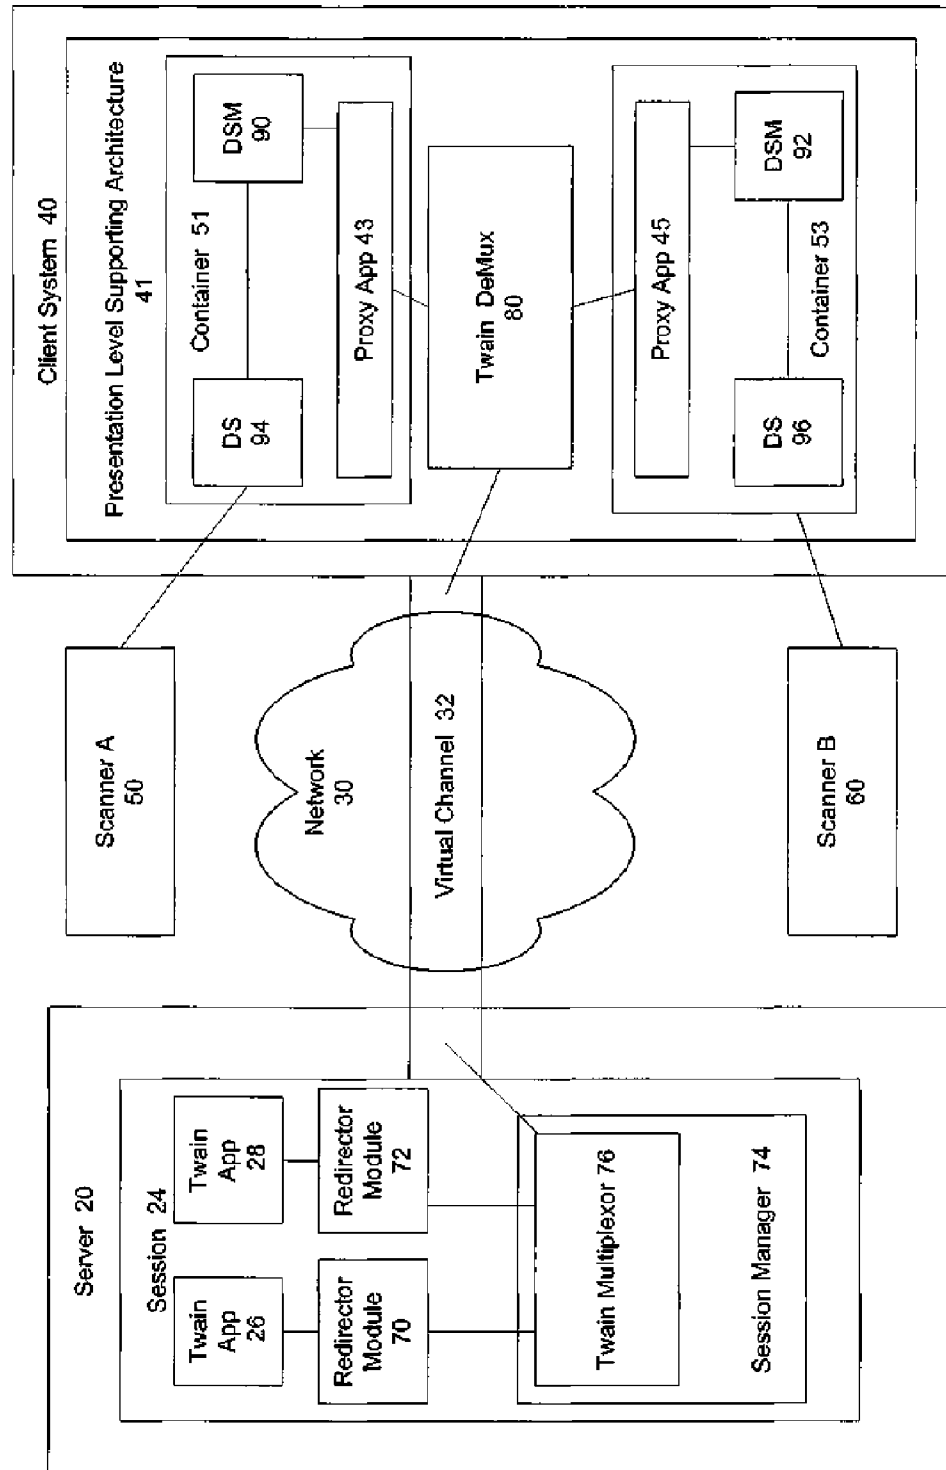 Server 20
Session 24
Twain
App
26
Twain
App
28
Redirector
Module
70
Redirector
Module
72
Twain Multiplexor 76
Session Manager 74
Scanner A
50
Network
30
Virtual Channel 32
Scanner B
60
Client System 40
Presentation Level Supporting Architecture
41
DS
94
Container 51
DSM
90
Proxy App 43
Twain DeMux
80
Proxy App 45
DS
96
Container 53
DSM
92